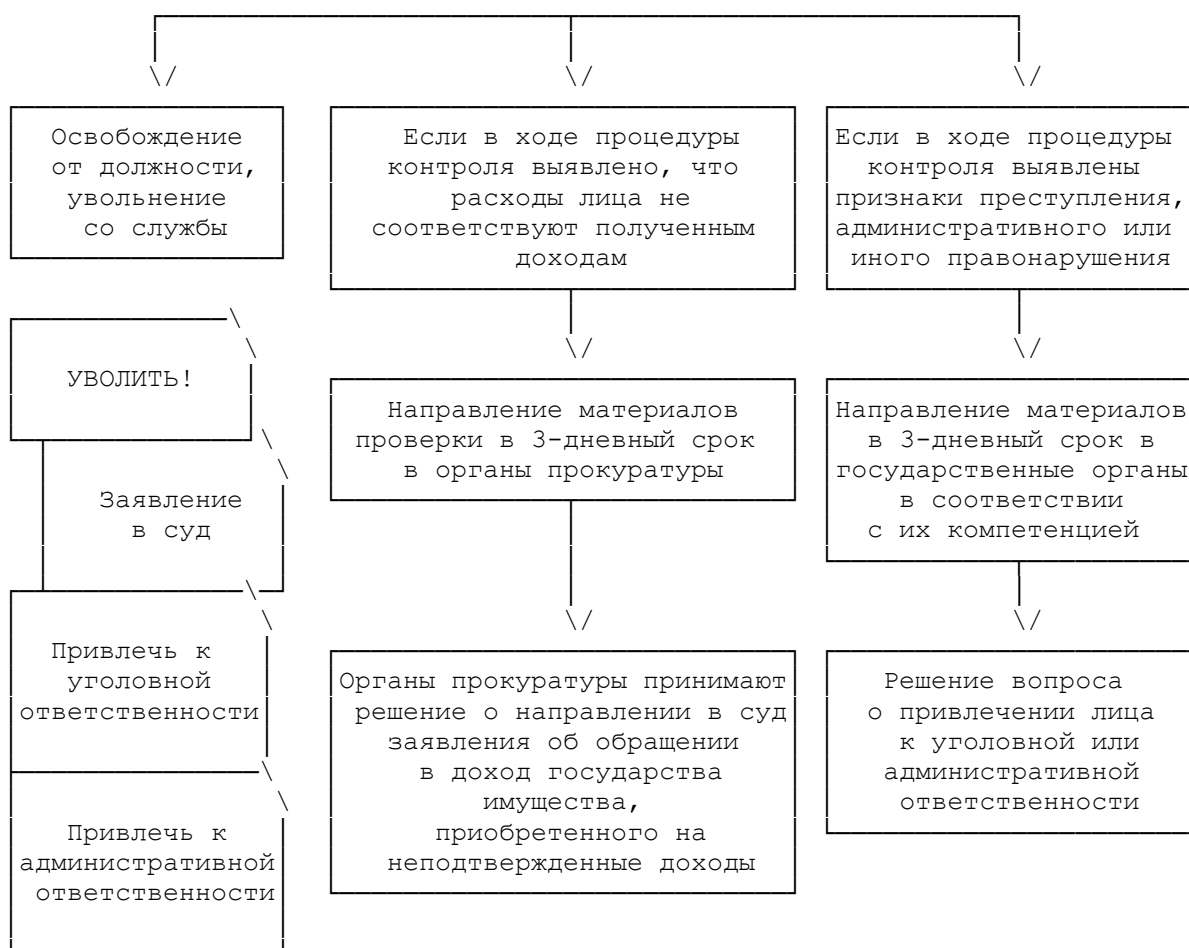 Освобождение
от должности,
увольнение
со службы
Если в ходе процедуры
контроля выявлено, что
расходы лица не
соответствуют полученным
доходам
Если в ходе процедуры
контроля выявлены
признаки преступления,
административного или
иного правонарушения
УВОЛИТЬ!
Заявление
в суд
Привлечь к
уголовной
ответственности
Привлечь к
административной
ответственности
Направление материалов
проверки в 3-дневный срок
в органы прокуратуры
Органы прокуратуры принимают
решение о направлении в суд
заявления об обращении
в доход государства
имущества,
приобретенного на
неподтвержденные доходы
Направление материалов
в 3-дневный срок в
государственные органы
в соответствии
с их компетенцией
Решение вопроса
о привлечении лица
к уголовной или
административной
ответственности